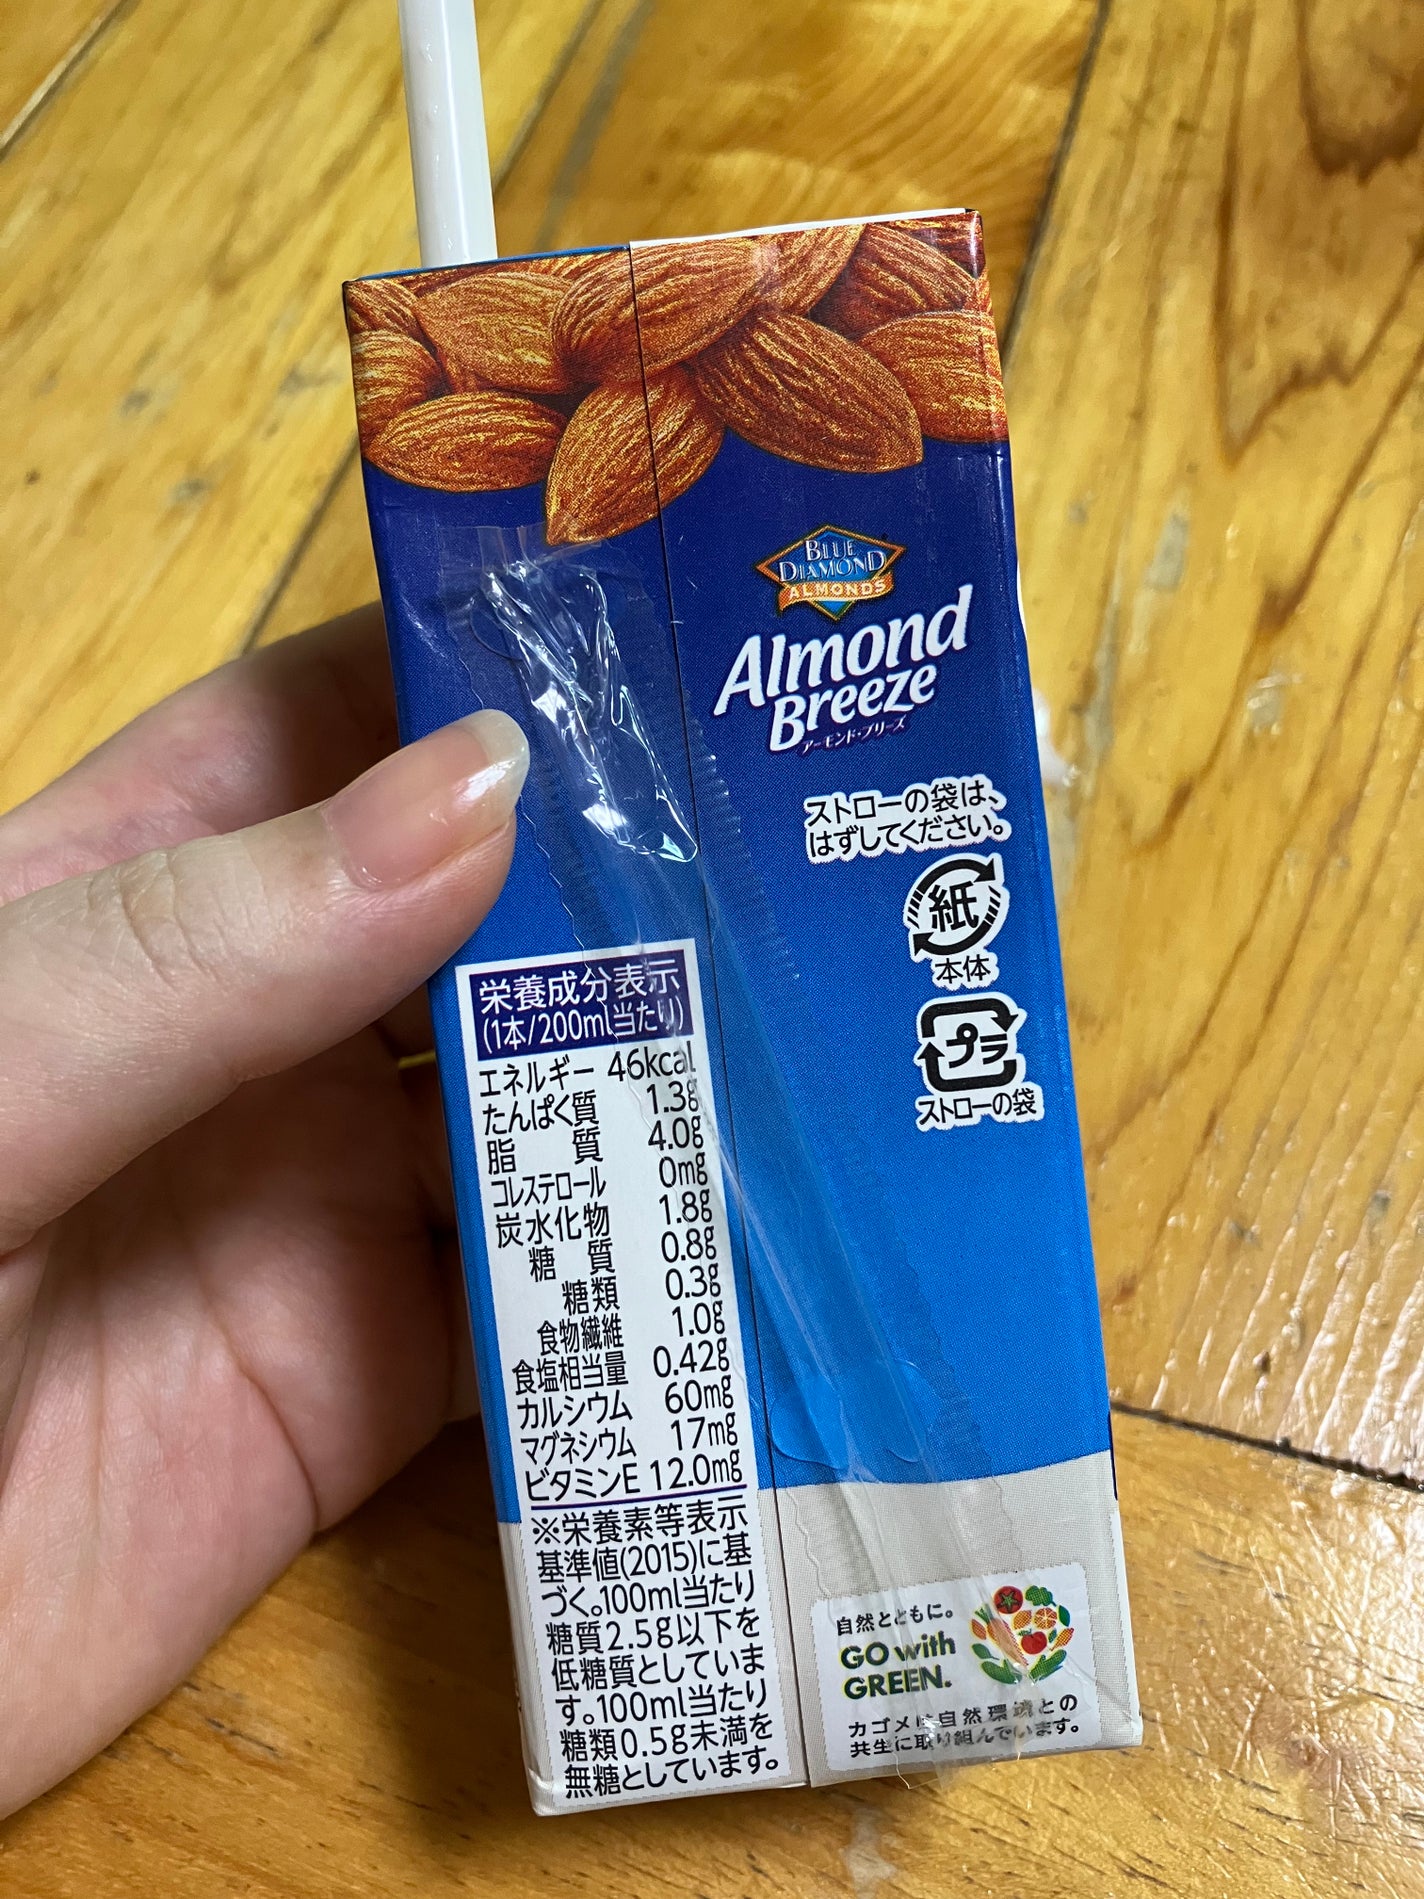 BLUE
DIAMOND
ALMONDS
Almond
Breeze
アーモンド・ブリーズ
ストローの袋は、
はずしてください。
紙
本体
プラ
ストローの袋
栄養成分表示
(1本/200ml当たり)
エネルギー 46kcal
たんぱく質 1.3g
脂質 4.0g
コレステロール 0mg
炭水化物 1.8g
糖質 0.8g
糖類 0.3g
食物繊維 1.0g
食塩相当量 0.42g
カルシウム 60mg
マグネシウム 17mg
ビタミンE 12.0mg
※栄養素等表示
基準値(2015)に基
づく。100ml当たり
糖質2.5g以下を
低糖質としていま
す。100ml当たり
糖類0.5g未満を
無糖としています。
自然とともに。
GO with
GREEN.
カゴメは自然環境との
共生に取り組んでいます。